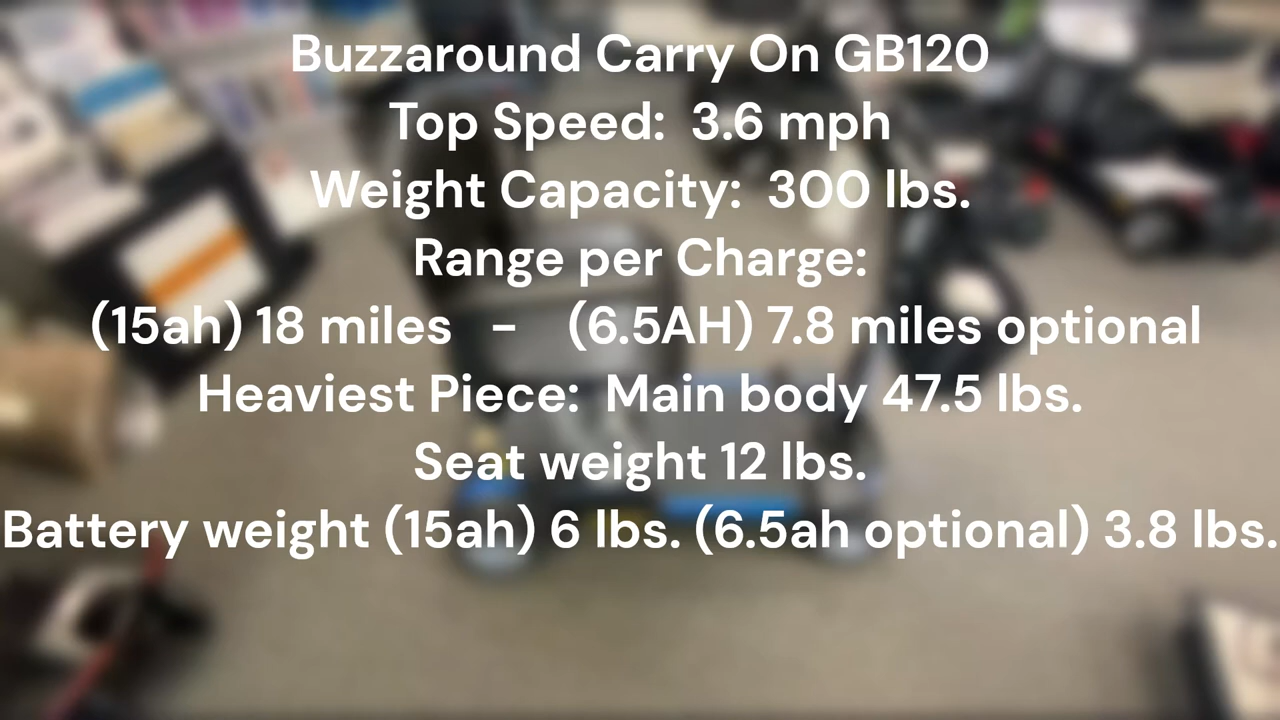 Buzzaround Carry On GB120
Top Speed:  3.6 mph
Weight Capacity:  300 lbs.
Range per Charge:
(15ah) 18 miles   -    (6.5AH) 7.8 miles optional
Heaviest Piece:  Main body 47.5 lbs.
Seat weight 12 lbs.
Battery weight (15ah) 6 lbs. (6.5ah optional) 3.8 lbs.